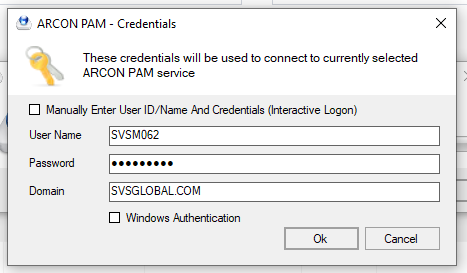 ARCON PAM - Credentials
These credentials will be used to connect to currently selected
ARCON PAM service
Manually Enter User ID/Name And Credentials (Interactive Logon)
User Name SVSM062
Password ●●●●●●●●●
Domain SVSGLOBAL.COM
Windows Authentication
Ok Cancel